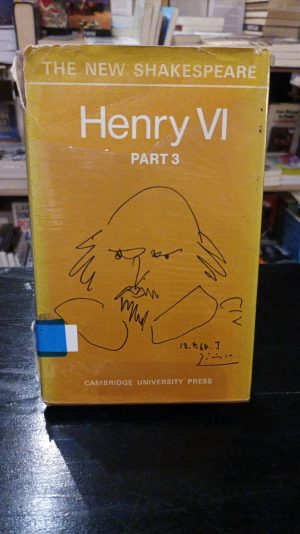 THE NEW SHAKESPEARE
Henry VI
PART 3
CAMBRIDGE UNIVERSITY PRESS